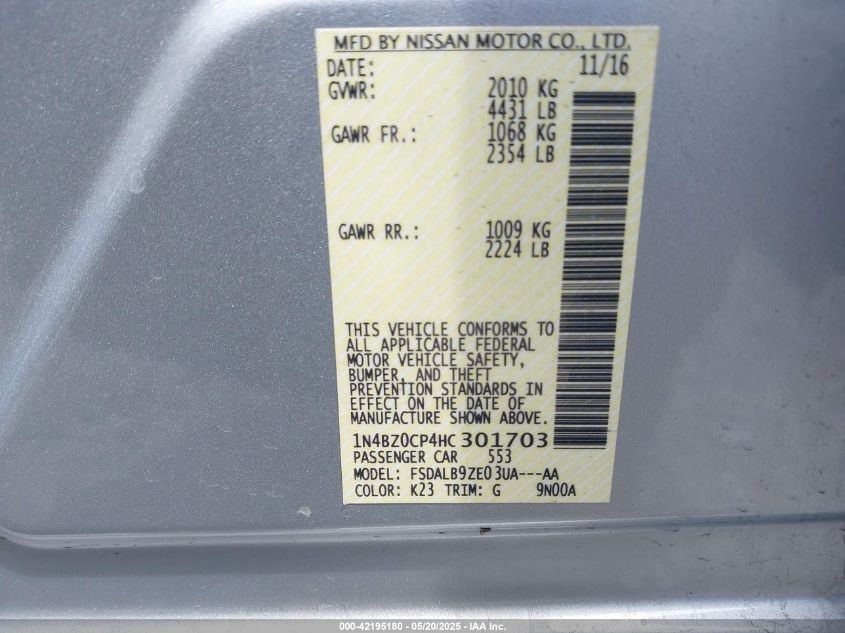 MFD BY NISSAN MOTOR CO., LTD.
DATE: 11/16
GVWR: 2010 KG
4431 LB
GAWR FR.: 1068 KG
2354 LB
GAWR RR.: 1009 KG
2224 LB
THIS VEHICLE CONFORMS TO
ALL APPLICABLE FEDERAL
MOTOR VEHICLE SAFETY,
BUMPER, AND THEFT
PREVENTION STANDARDS IN
EFFECT ON THE DATE OF
MANUFACTURE SHOWN ABOVE.
1N4BZ0CP4HC 301703
PASSENGER CAR 553
MODEL: FSDALB9ZE03UA---AA
COLOR: K23 TRIM: G 9N00A
000-42195180 - 05/20/2025 - IAA Inc.